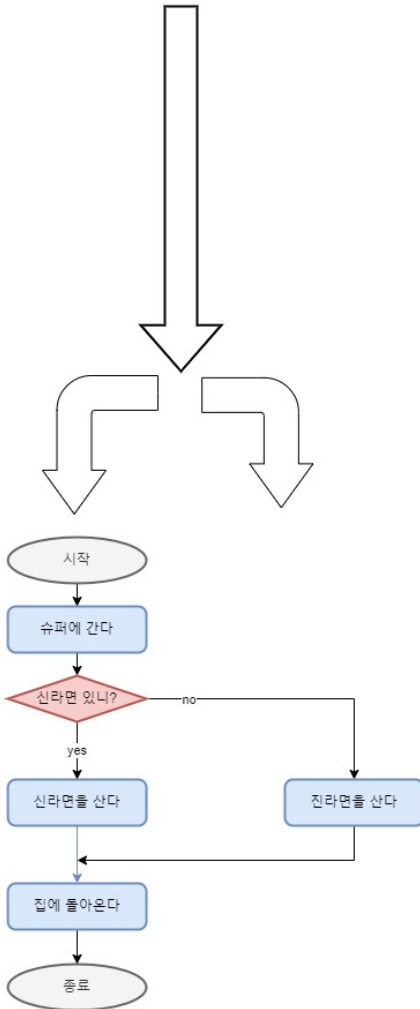 시작
슈퍼에 간다
신라면 있니?
no
yes
신라면을 산다
진라면을 산다
집에 돌아온다
종료